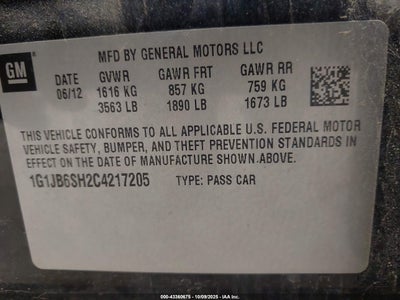 MFD BY GENERAL MOTORS LLC
GM
DATE GVWR GAWR FRT GAWR RR
06/12 1616 KG 857 KG 759 KG
3563 LB 1890 LB 1673 LB
THIS VEHICLE CONFORMS TO ALL APPLICABLE U.S. FEDERAL MOTOR
VEHICLE SAFETY, BUMPER, AND THEFT PREVENTION STANDARDS IN
EFFECT ON THE DATE OF MANUFACTURE SHOWN ABOVE.
1G1JB6SH2C4217205 TYPE: PASS CAR
000-43360675 - 10/09/2025 - IAA Inc.